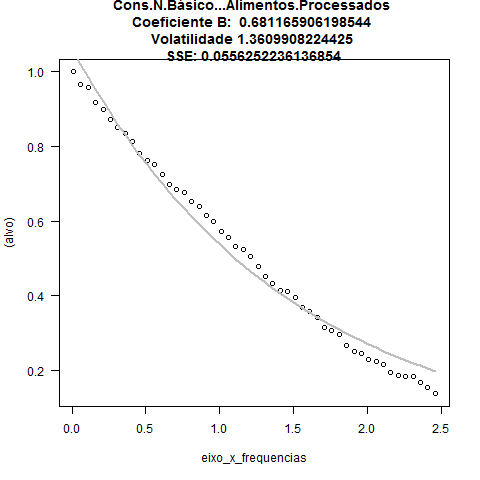 Cons.N.Básico...Alimentos.Processados
Coeficiente B:  0.681165906198544
Volatilidade 1.3609908224425
SSE: 0.0556252236136854
1.0
0.8
0.6
0.4
0.2
(alvo)
0.0
0.5
1.0
1.5
2.0
2.5
eixo_x_frequencias